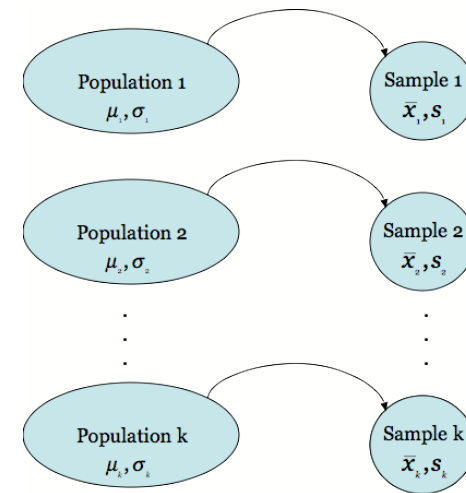 Population 1
μ₁,σ₁
Sample 1
x̄₁,s₁
Population 2
μ₂,σ₂
Sample 2
x̄₂,s₂
Population k
μₖ,σₖ
Sample k
x̄ₖ,sₖ